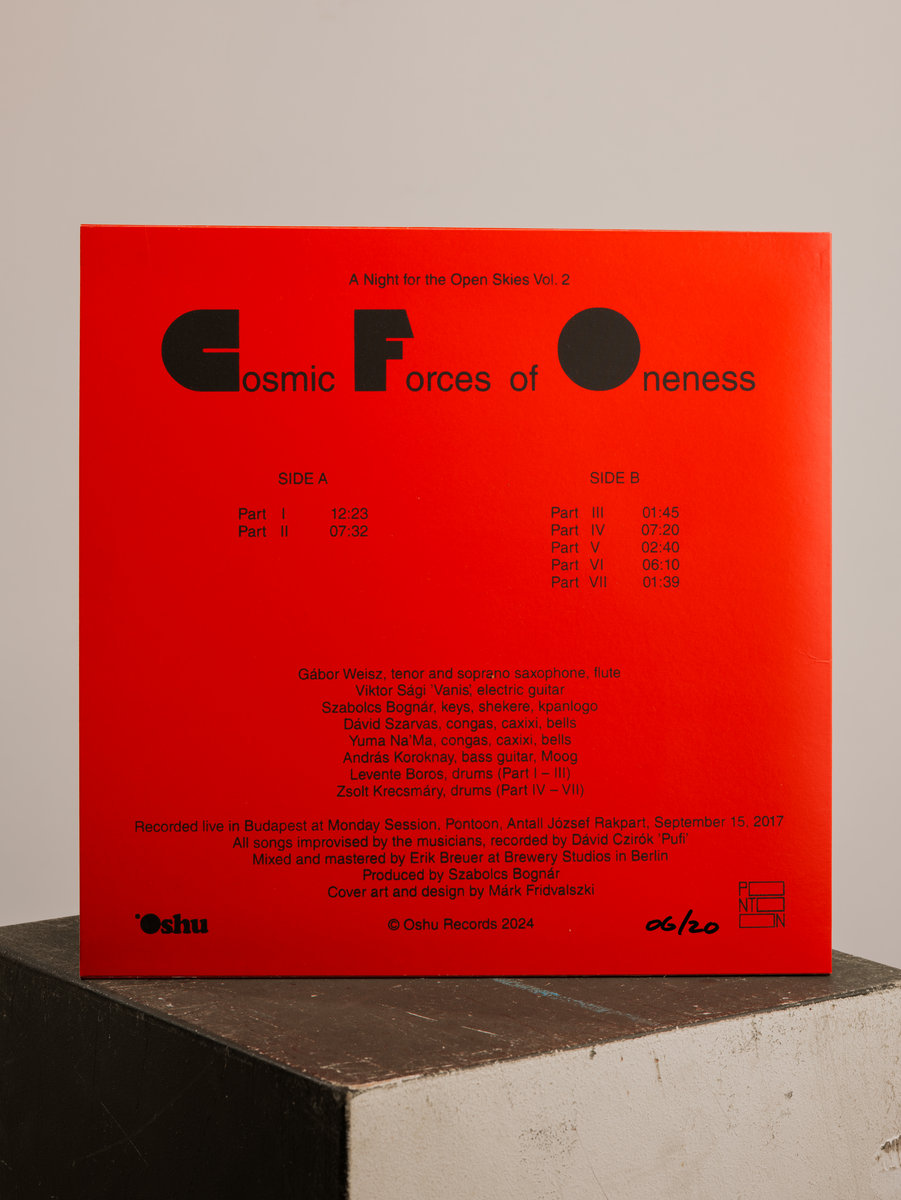 A Night for the Open Skies Vol. 2
Cosmic Forces of Oneness
SIDE A
Part I 12:23
Part II 07:32
SIDE B
Part III 01:45
Part IV 07:20
Part V 02:40
Part VI 06:10
Part VII 01:39
Gábor Weisz, tenor and soprano saxophone, flute
Viktor Sági 'Vanis', electric guitar
Szabolcs Bognár, keys, shekere, kpanlogo
Dávid Szarvas, congas, caxixi, bells
Yuma Na'Ma, congas, caxixi, bells
András Koroknay, bass guitar, Moog
Levente Boros, drums (Part I – III)
Zsolt Krecsmáry, drums (Part IV – VII)
Recorded live in Budapest at Monday Session, Pontoon, Antall József Rakpart, September 15, 2017
All songs improvised by the musicians, recorded by Dávid Czirók 'Pufi'
Mixed and mastered by Erik Breuer at Brewery Studios in Berlin
Produced by Szabolcs Bognár
Cover art and design by Márk Fridvalszki
Oshu
© Oshu Records 2024
06/20
P
NT
IN